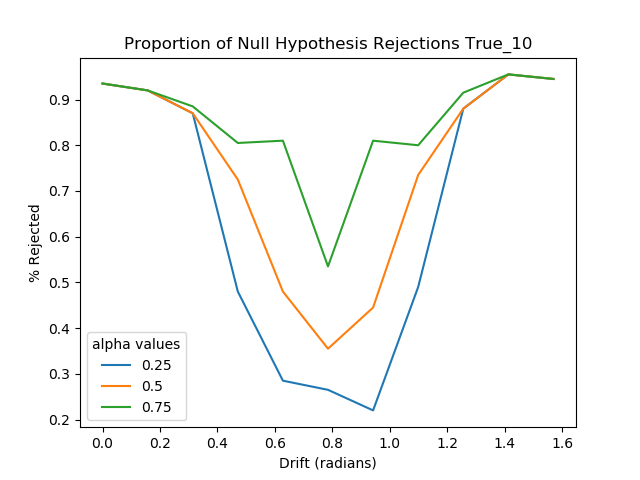 Proportion of Null Hypothesis Rejections True_10
% Rejected
0.9
0.8
0.7
0.6
0.5
0.4
0.3
0.2
alpha values
0.25
0.5
0.75
0.0 0.2 0.4 0.6 0.8 1.0 1.2 1.4 1.6
Drift (radians)